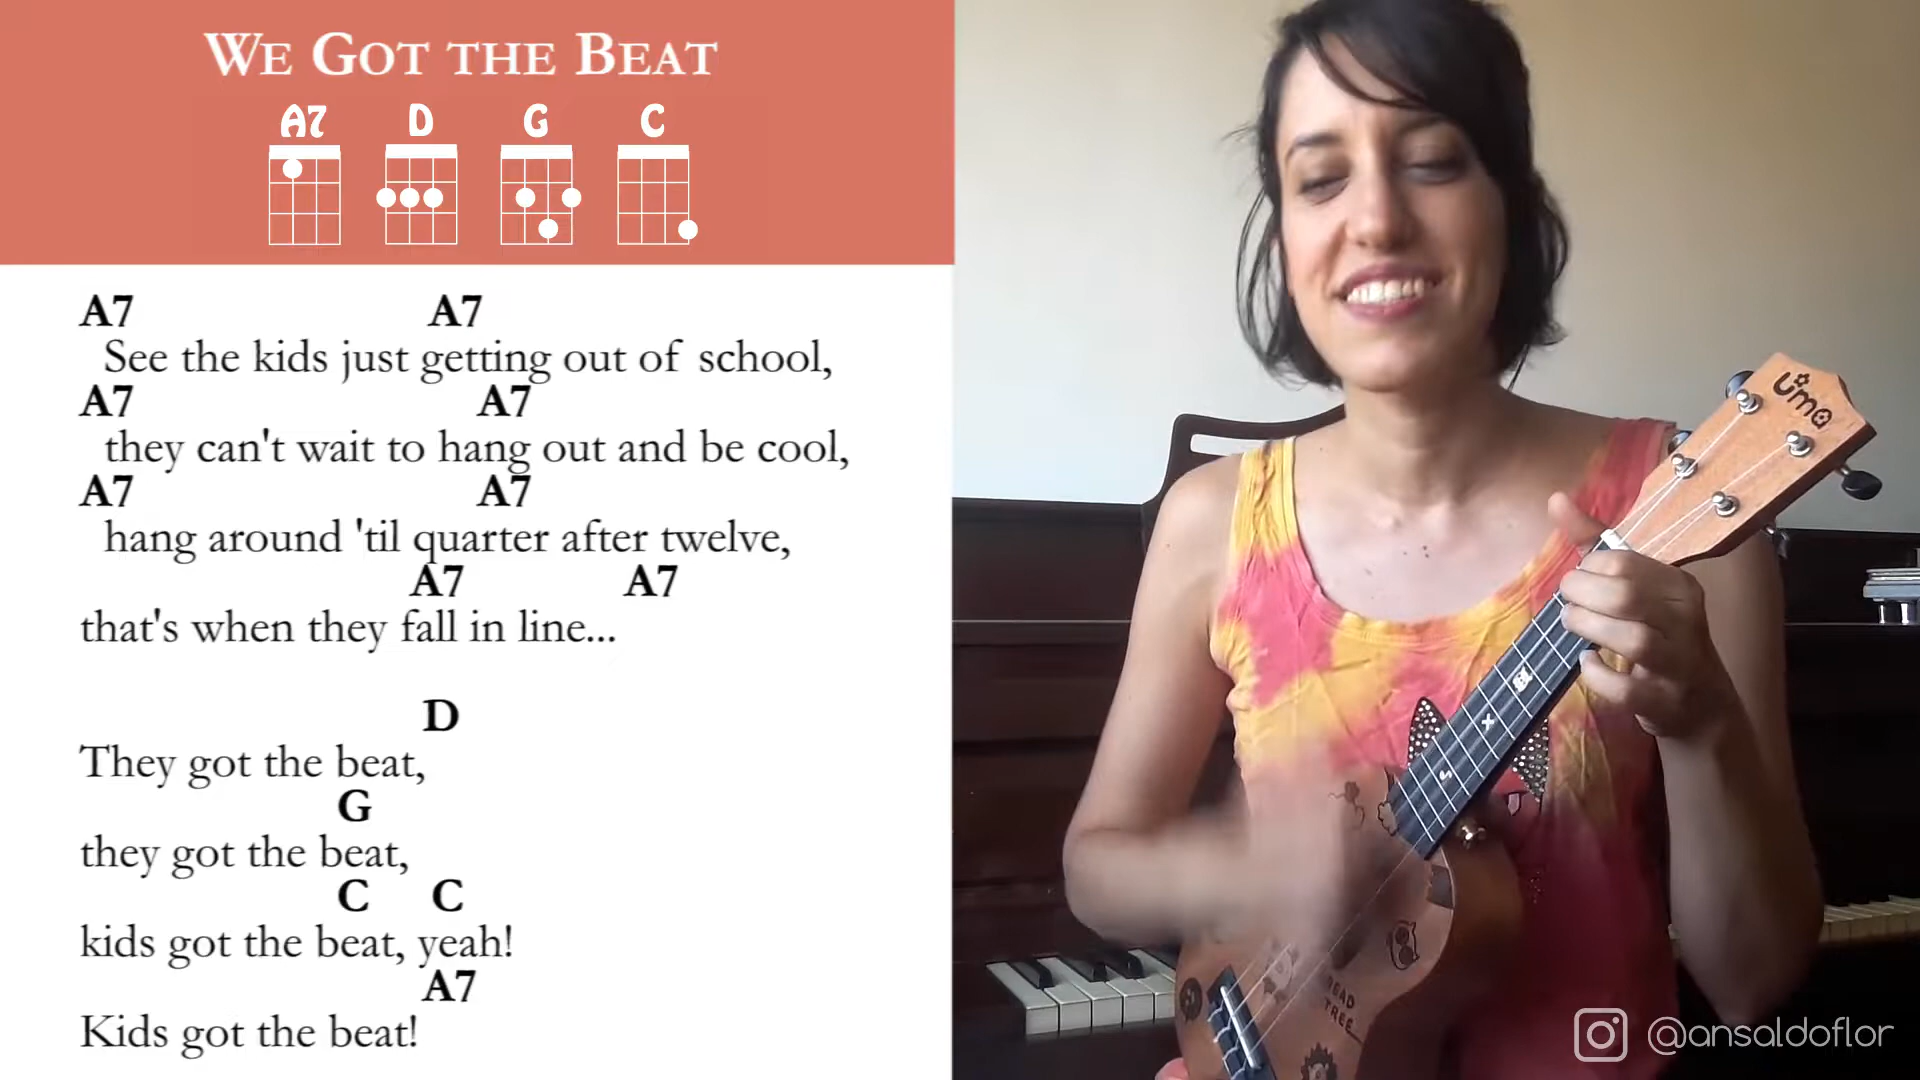 WE GOT THE BEAT
A7 D G C
A7 A7
See the kids just getting out of school,
A7 A7
they can't wait to hang out and be cool,
A7 A7
hang around 'til quarter after twelve,
A7 A7
that's when they fall in line...
D
They got the beat,
G
they got the beat,
C C
kids got the beat, yeah!
A7
Kids got the beat!
Uma
TREE
@ansaldoflor